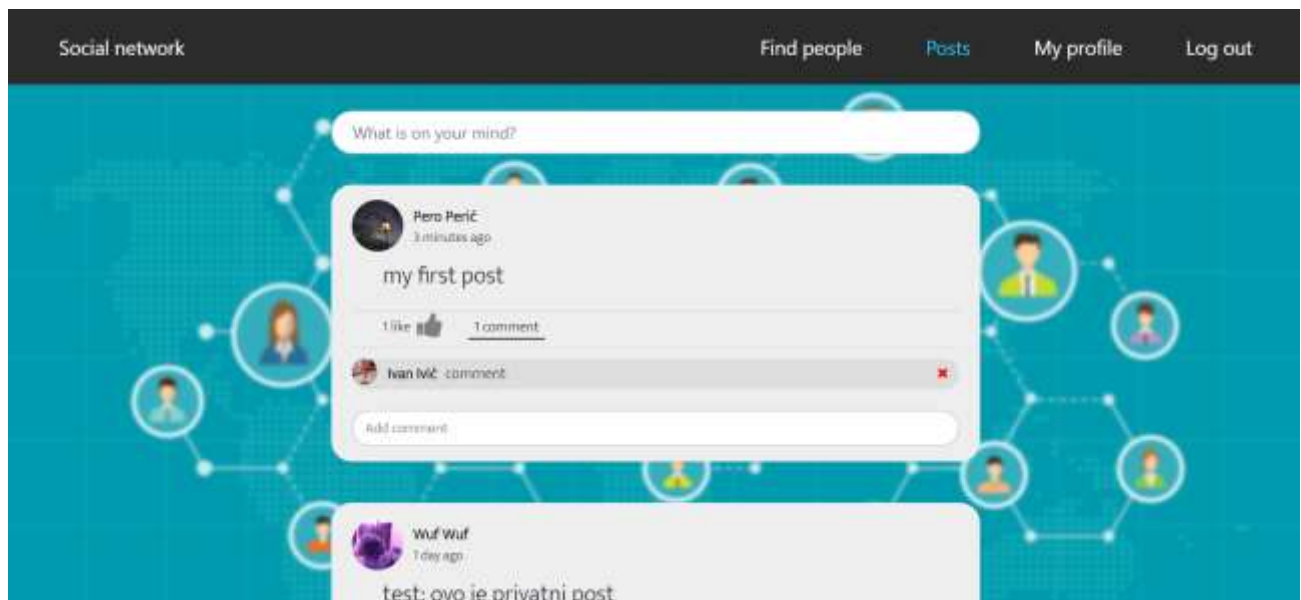 Social network
Find people Posts My profile Log out
What is on your mind?
Pero Perić
3 minutes ago
my first post
1 like 1 comment
Ivan Ivić comment
Add comment
Wuf Wuf
1 day ago
test: ovo je privatni post